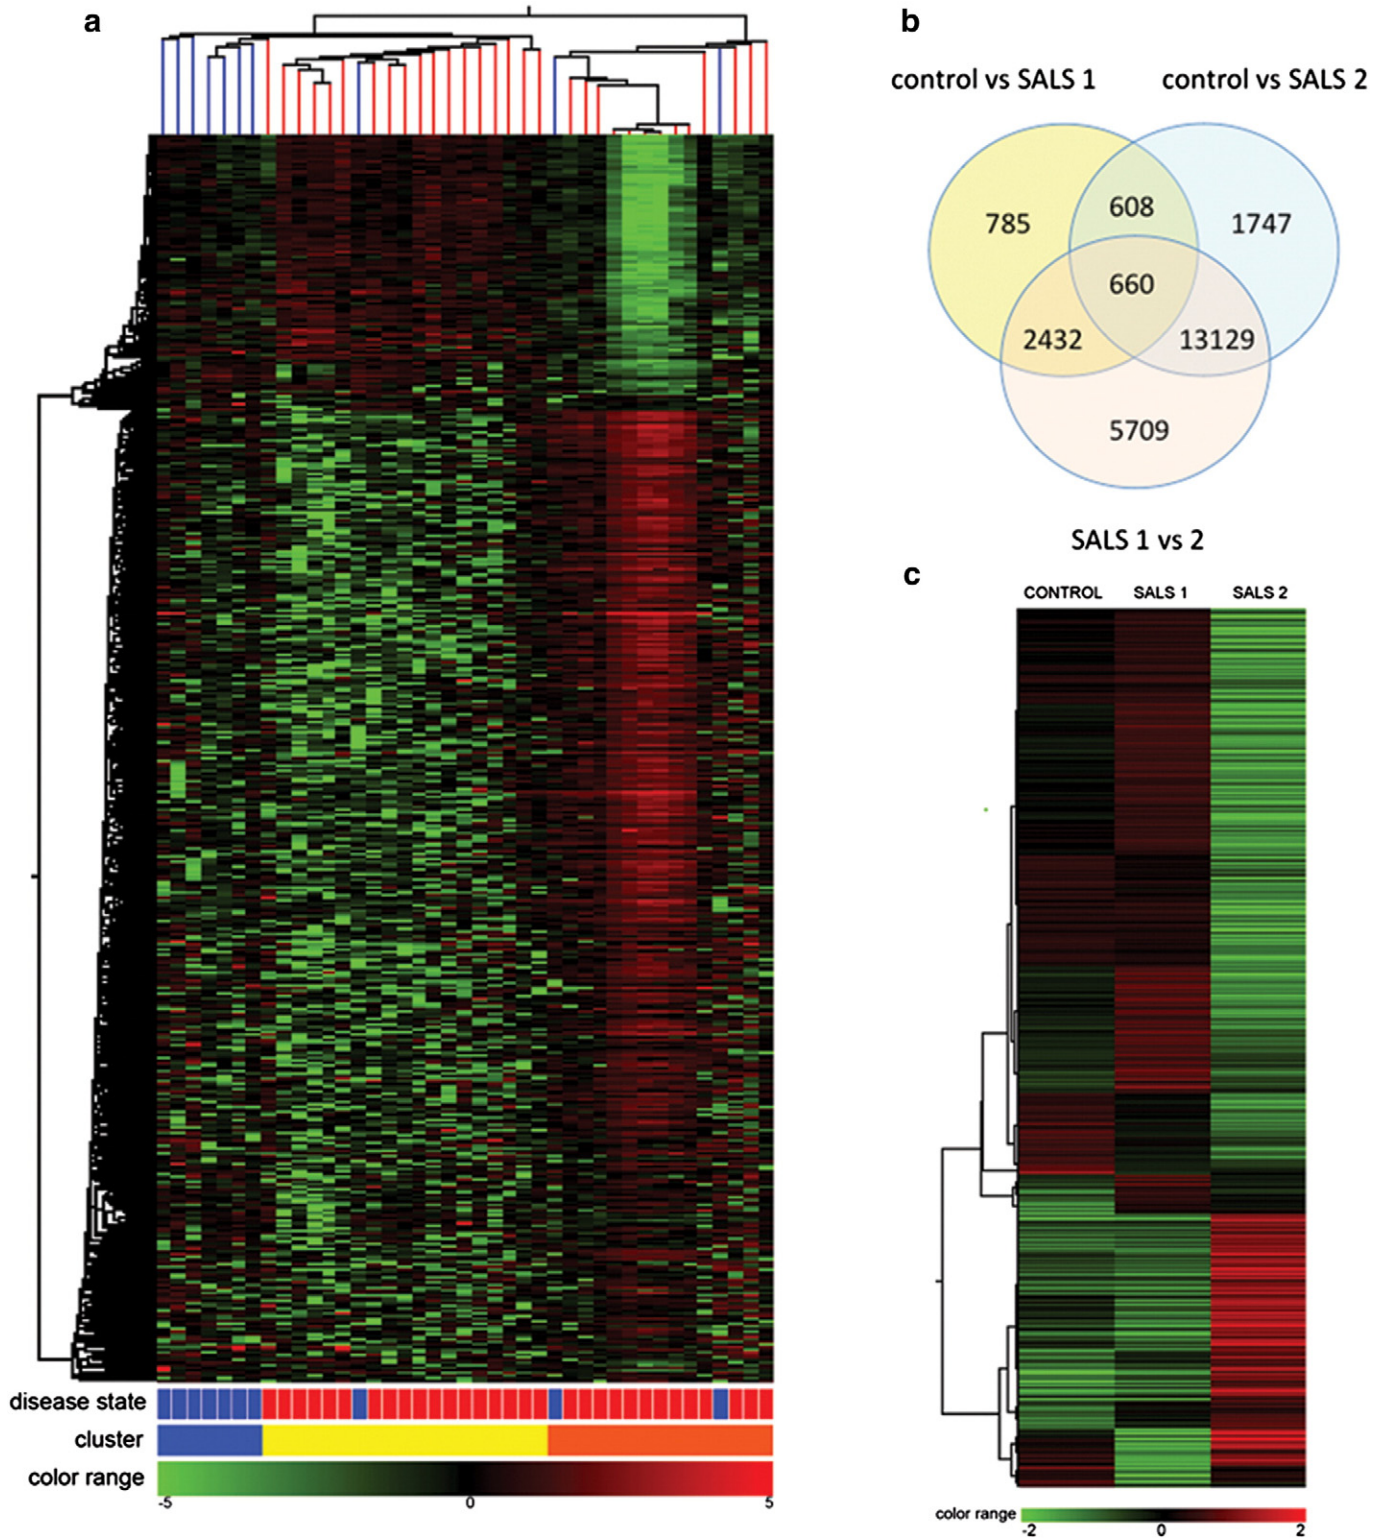 a
disease state
cluster
color range
-5 0 5
b
control vs SALS 1 control vs SALS 2
785 608 1747
660
2432 13129
5709
SALS 1 vs 2
c
CONTROL SALS 1 SALS 2
color range
-2 0 2